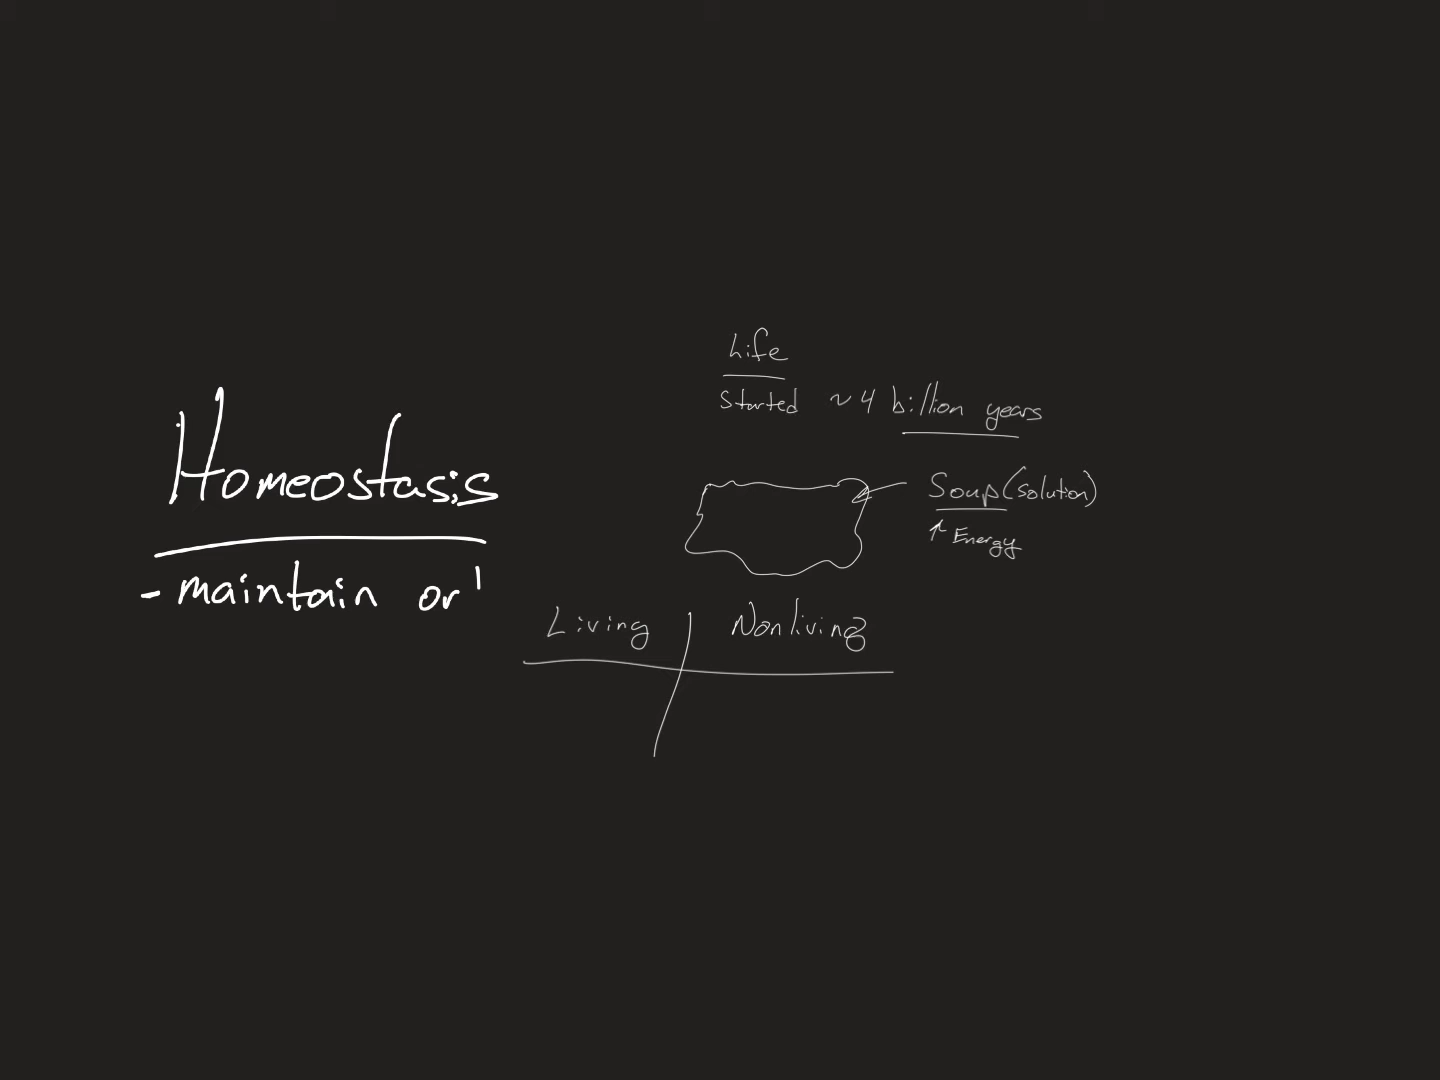 Life
Started ~4 billion years
Homeostasis
Soup (solution)
↑ Energy
- maintain or
Living
Nonliving